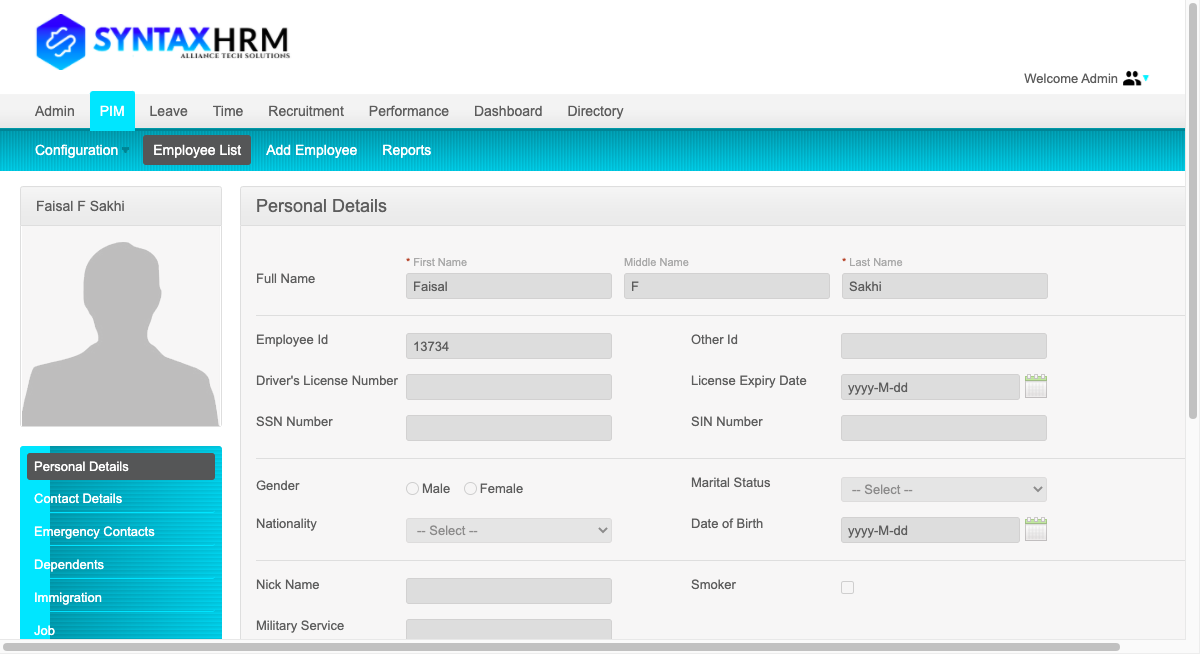 SYNTAXHRM
ALLIANCE TECH SOLUTIONS
Welcome Admin
Admin PIM Leave Time Recruitment Performance Dashboard Directory
Configuration Employee List Add Employee Reports
Faisal F Sakhi
Personal Details
* First Name Middle Name * Last Name
Full Name Faisal F Sakhi
Employee Id 13734 Other Id
Driver's License Number License Expiry Date yyyy-M-dd
SSN Number SIN Number
Gender Male Female Marital Status -- Select --
Nationality -- Select -- Date of Birth yyyy-M-dd
Nick Name Smoker
Military Service
Personal Details
Contact Details
Emergency Contacts
Dependents
Immigration
Job